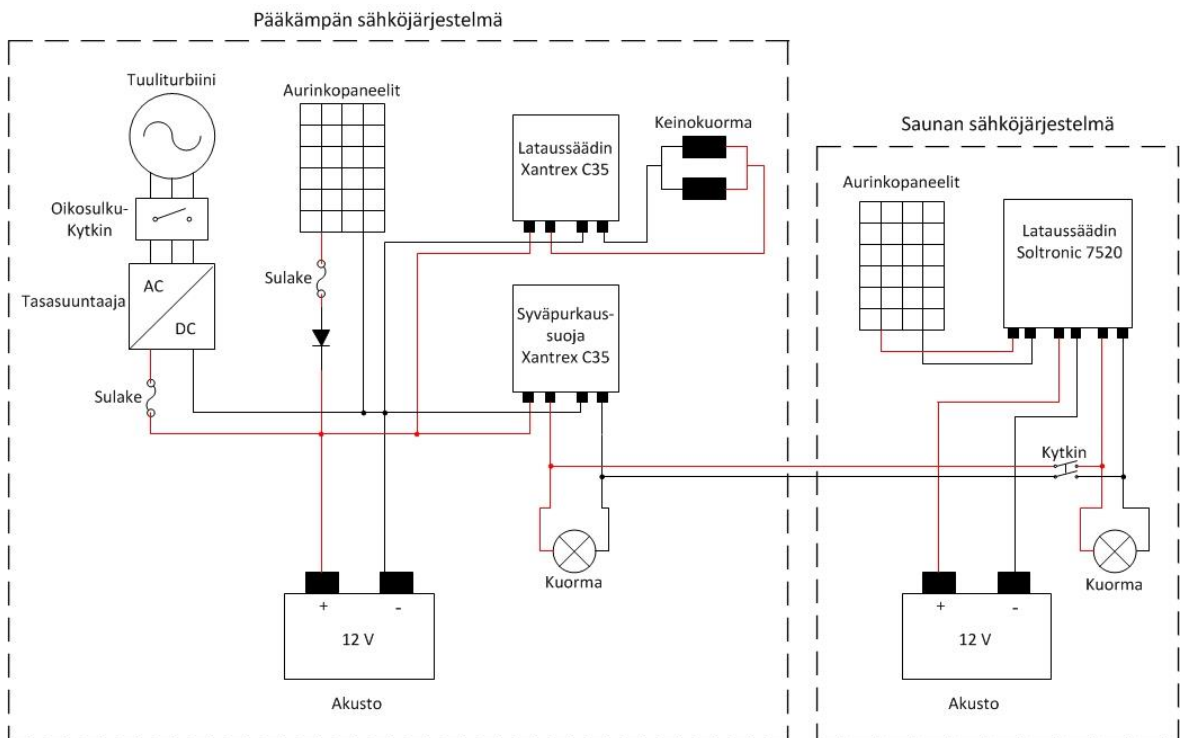 Pääkämpän sähköjärjestelmä
Tuuliturbiini
Aurinkopaneelit
Lataussäädin
Xantrex C35
Keinokuorma
Oikosulku-
Kytkin
Sulake
Tasasuuntaaja
AC
DC
Syväpurkaus-
suoja
Xantrex C35
Sulake
Kuorma
+
-
12 V
Akusto
Saunan sähköjärjestelmä
Aurinkopaneelit
Lataussäädin
Soltronic 7520
Kytkin
Kuorma
+
-
12 V
Akusto